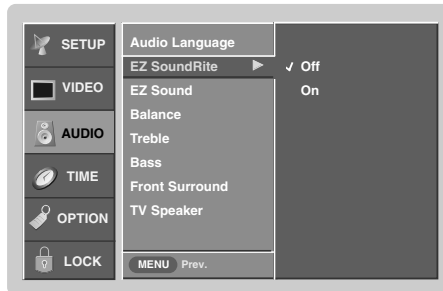 SETUP
VIDEO
AUDIO
TIME
OPTION
LOCK
Audio Language
EZ SoundRite
EZ Sound
Balance
Treble
Bass
Front Surround
TV Speaker
MENU Prev.
Off
On